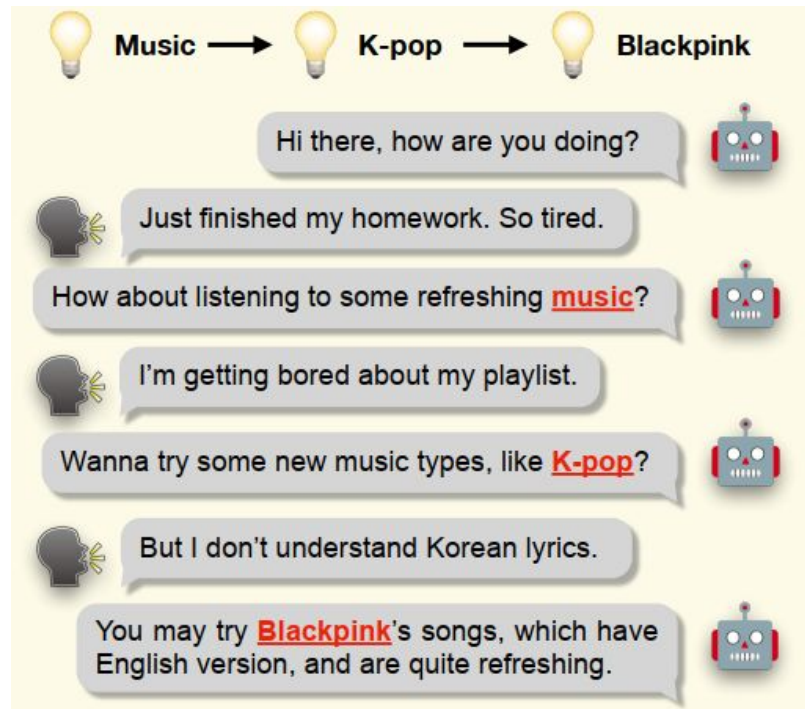 Music → K-pop → Blackpink
Hi there, how are you doing?
Just finished my homework. So tired.
How about listening to some refreshing music?
I'm getting bored about my playlist.
Wanna try some new music types, like K-pop?
But I don't understand Korean lyrics.
You may try Blackpink's songs, which have
English version, and are quite refreshing.